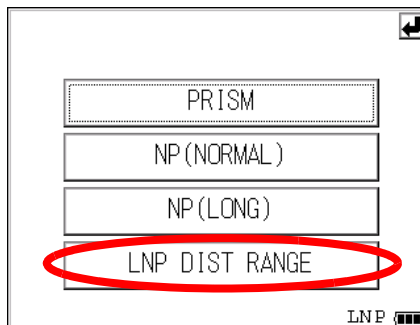 PRISM
NP(NORMAL)
NP(LONG)
LNP DIST RANGE
LNP